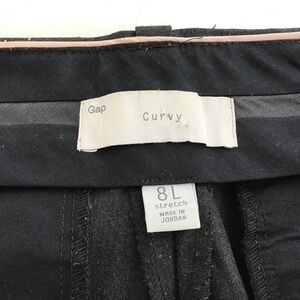 Gap
Curvy
8L
stretch
MADE IN
JORDAN